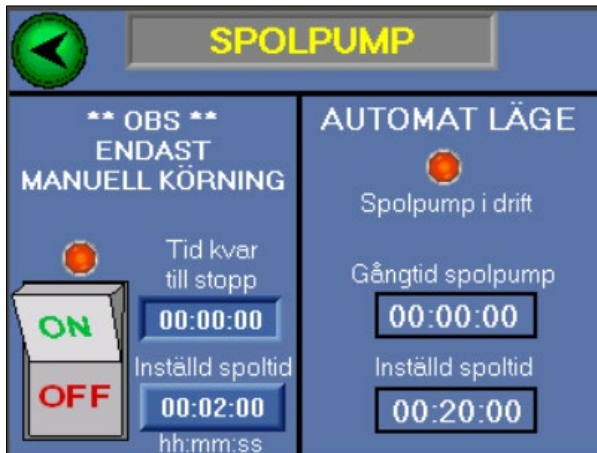 SPOLPUMP
** OBS **
ENDAST
MANUELL KÖRNING
Tid kvar
till stopp
00:00:00
ON
OFF
Inställd spoltid
00:02:00
hh:mm:ss
AUTOMAT LÄGE
Spolpump i drift
Gångtid spolpump
00:00:00
Inställd spoltid
00:20:00